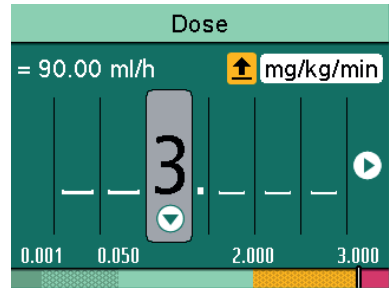 Dose
= 90.00 ml/h mg/kg/min
_ _ 3 . _ _ _
0.001 0.050 2.000 3.000